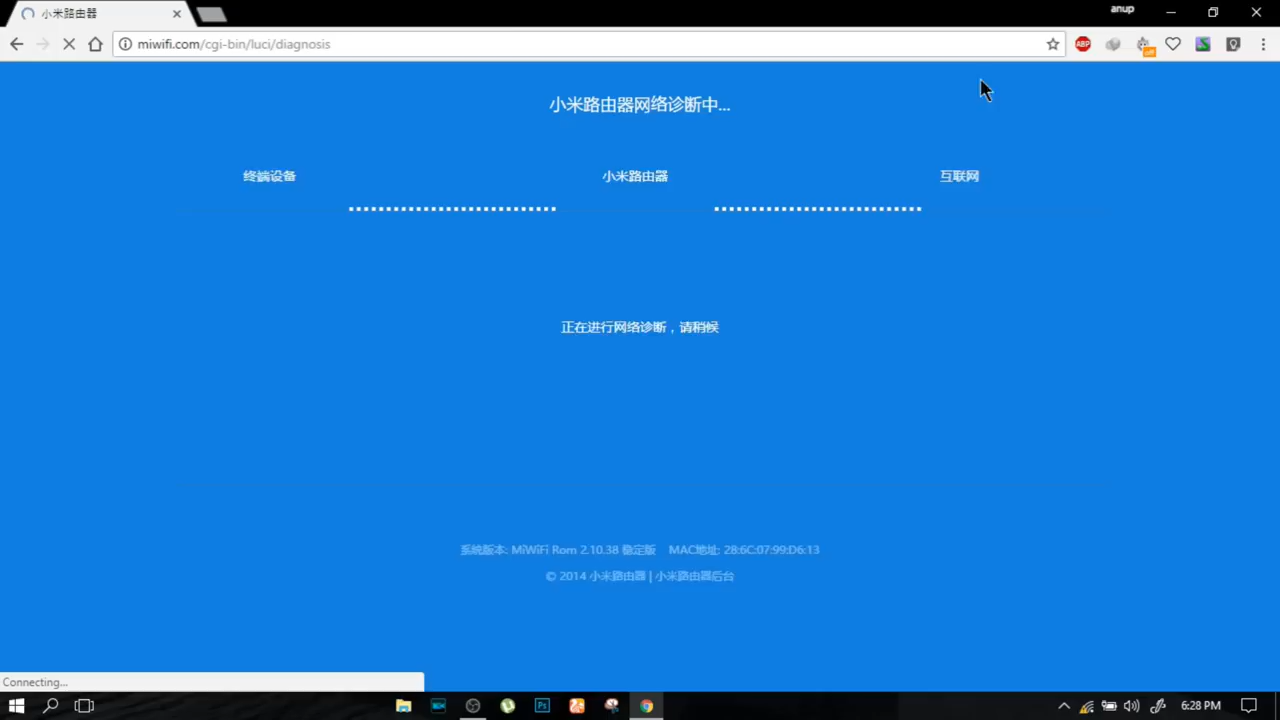 小米路由器
anup
miwifi.com/cgi-bin/luci/diagnosis
ABP
off
小米路由器网络诊断中...
终端设备
小米路由器
互联网
正在进行网络诊断，请稍候
系统版本: MiWiFi Rom 2.10.38 稳定版 MAC地址: 28:6C:07:99:D6:13
© 2014 小米路由器 | 小米路由器后台
Connecting...
Ps
6:28 PM